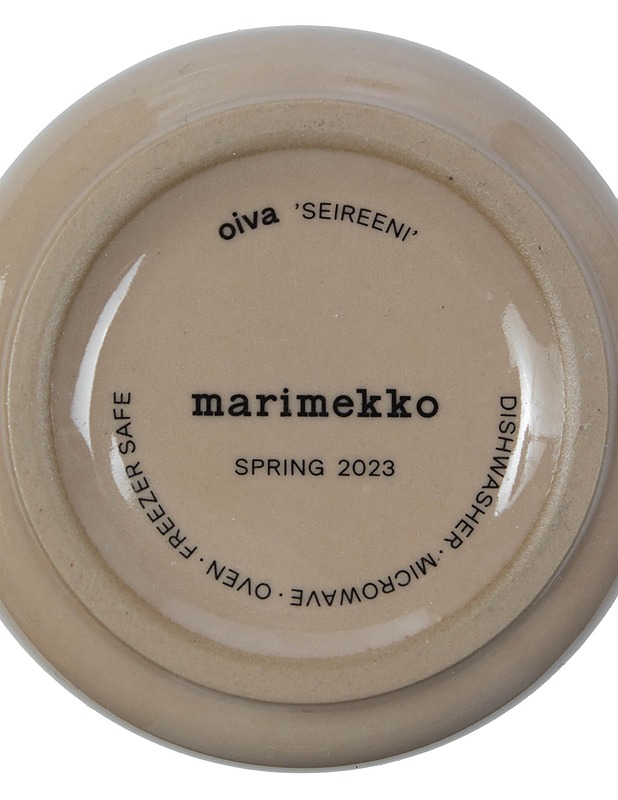 oiva 'SEIREENI'
marimekko
SPRING 2023
DISHWASHER · MICROWAVE · OVEN · FREEZER SAFE